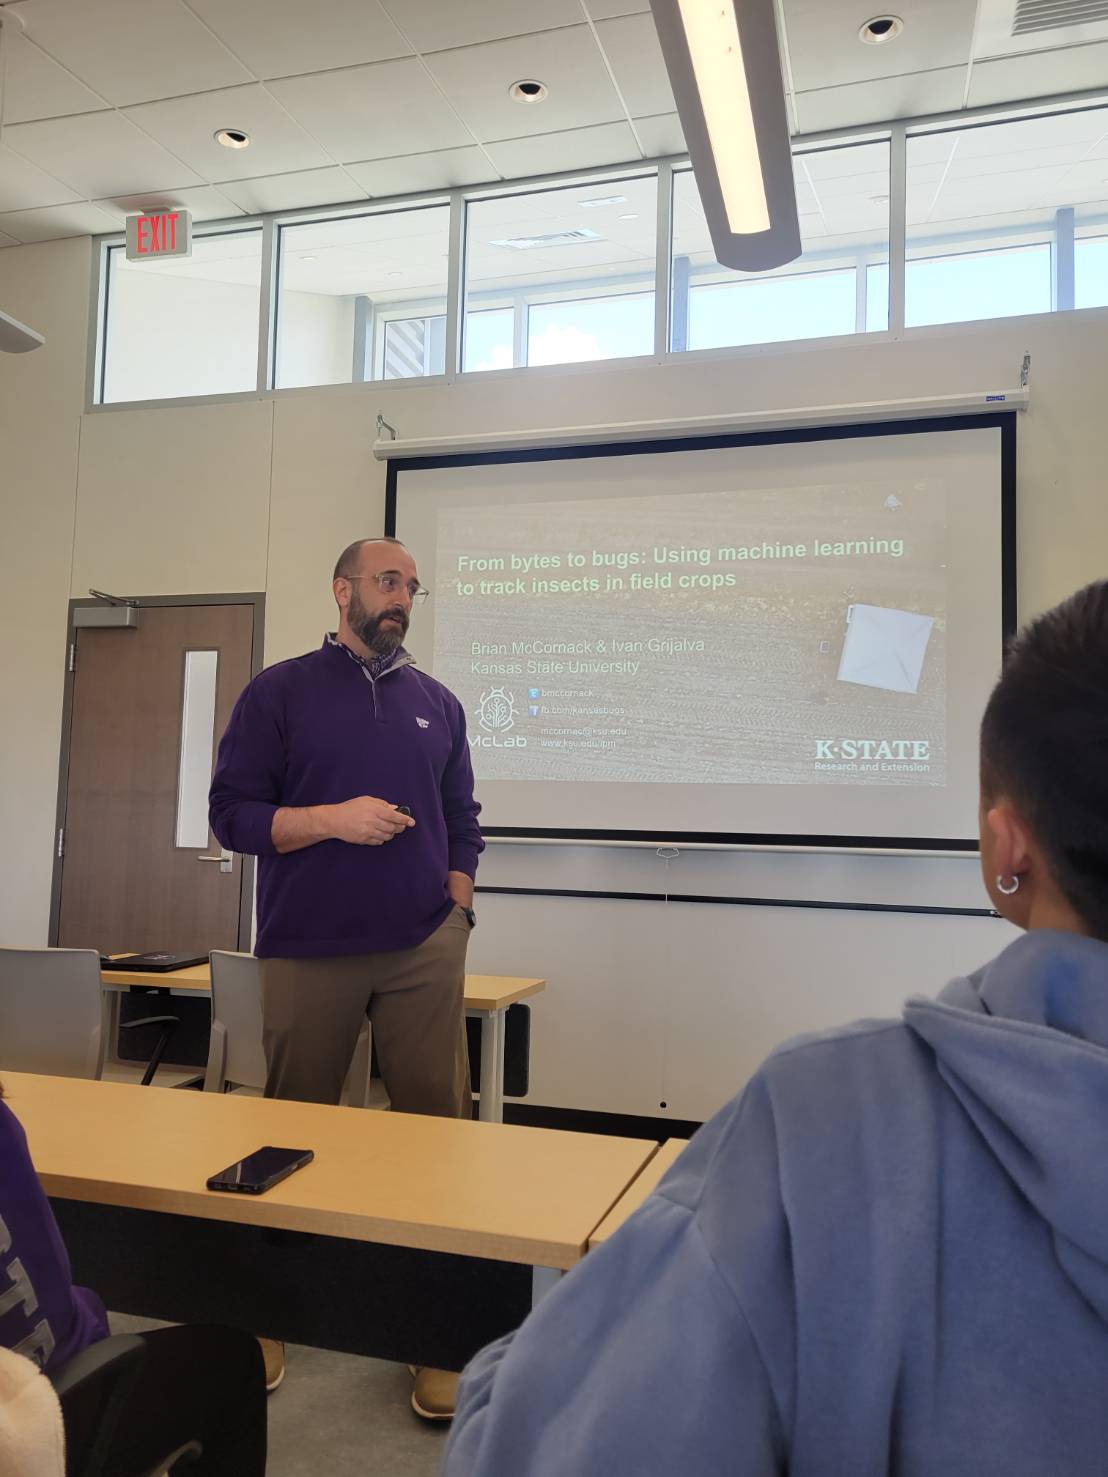 EXIT
From bytes to bugs: Using machine learning
to track insects in field crops
Brian McCornack & Ivan Grijalva
Kansas State University
bmccornack
fb.com/kansasbugs
mccornac@ksu.edu
www.ksu.edu/ipm
McLab
K·STATE
Research and Extension